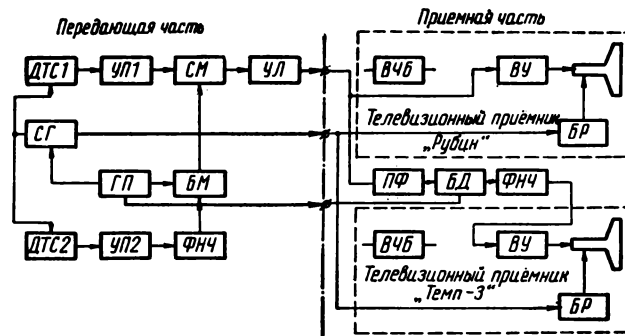 Передающая часть
Приемная часть
ДТС1 УП1 СМ УЛ
ВЧБ ВУ
СГ
Телевизионный приёмник
„Рубин“
БР
ГП БМ
ПФ БД ФНЧ
ДТС2 УП2 ФНЧ
ВЧБ ВУ
Телевизионный приёмник
„Темп-3“
БР